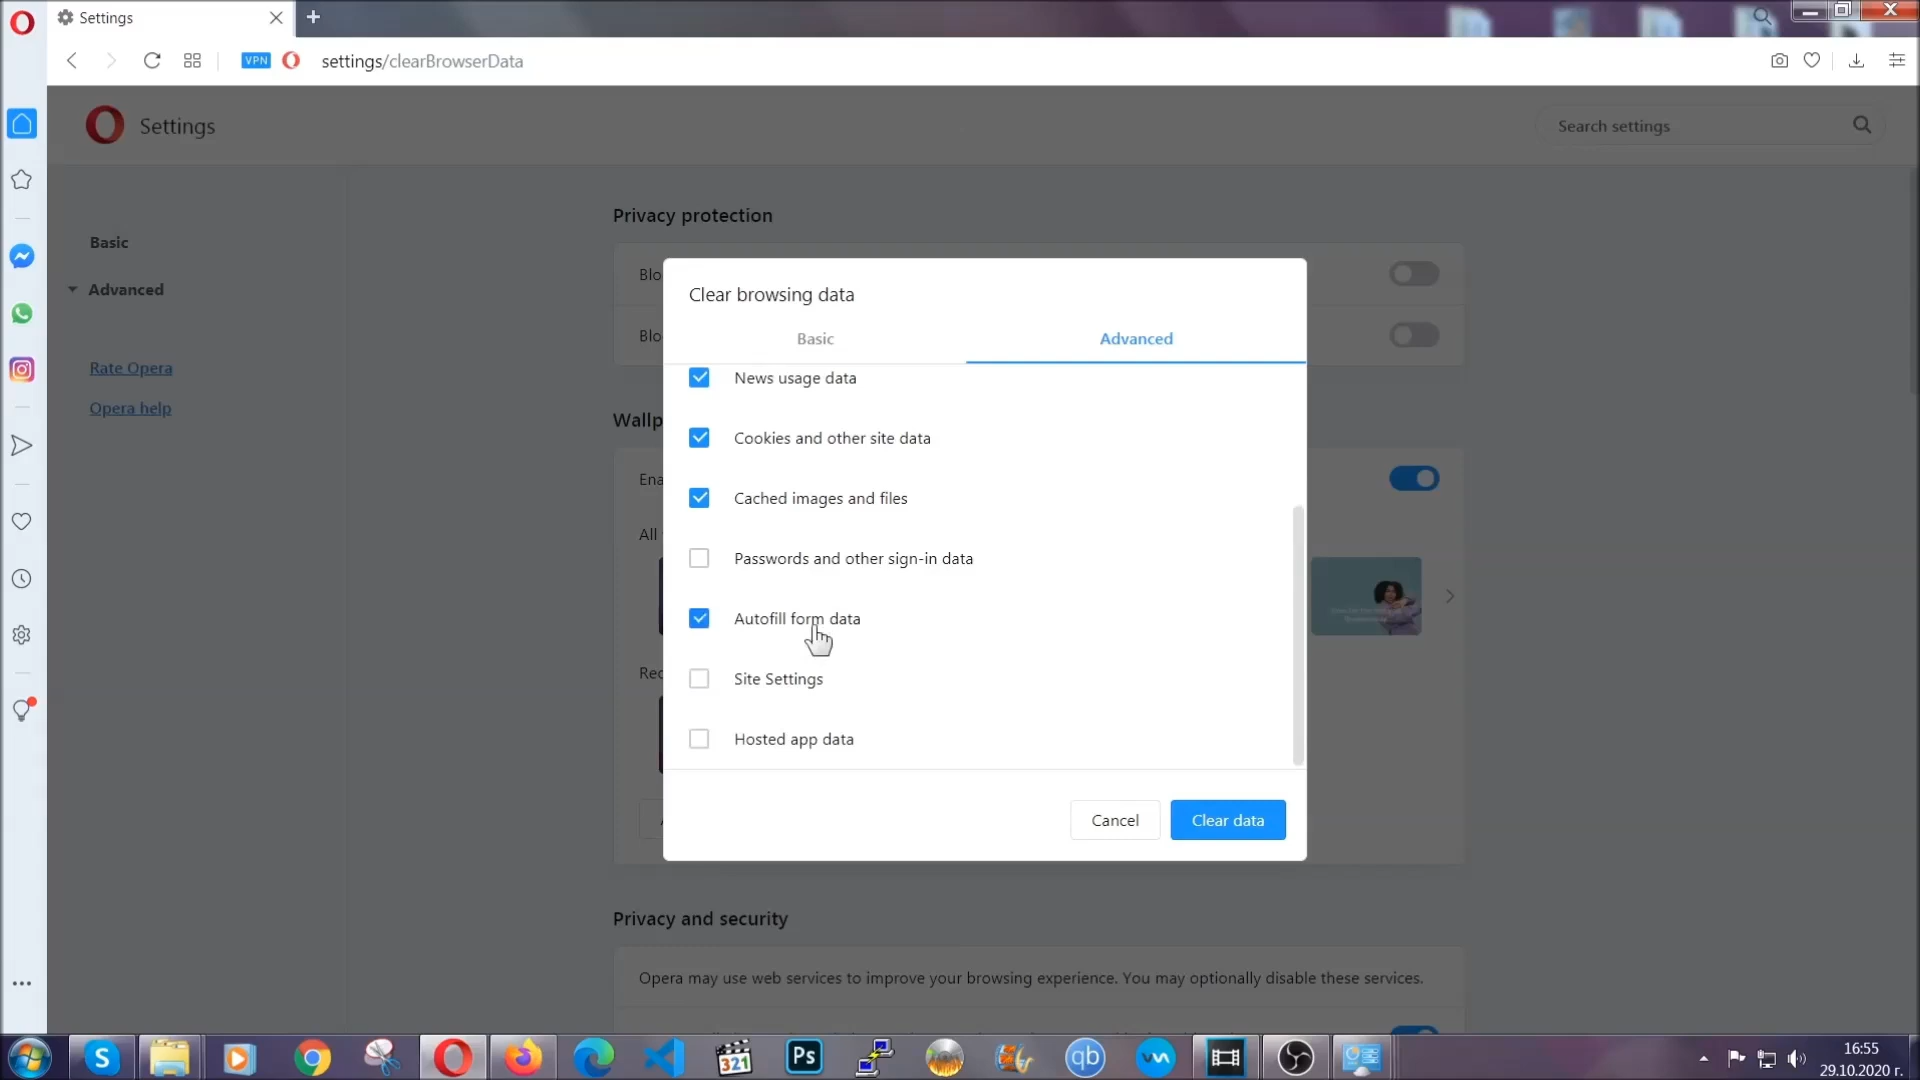 Settings
VPN
settings/clearBrowserData
Settings
Search settings
Basic
Advanced
Rate Opera
Opera help
Privacy protection
Blo
Blo
Wallp
Ena
All
Rec
Clear browsing data
Basic
Advanced
News usage data
Cookies and other site data
Cached images and files
Passwords and other sign-in data
Autofill form data
Site Settings
Hosted app data
Cancel
Clear data
Privacy and security
Opera may use web services to improve your browsing experience. You may optionally disable these services.
S
321
Ps
qb
16:55
29.10.2020 г.